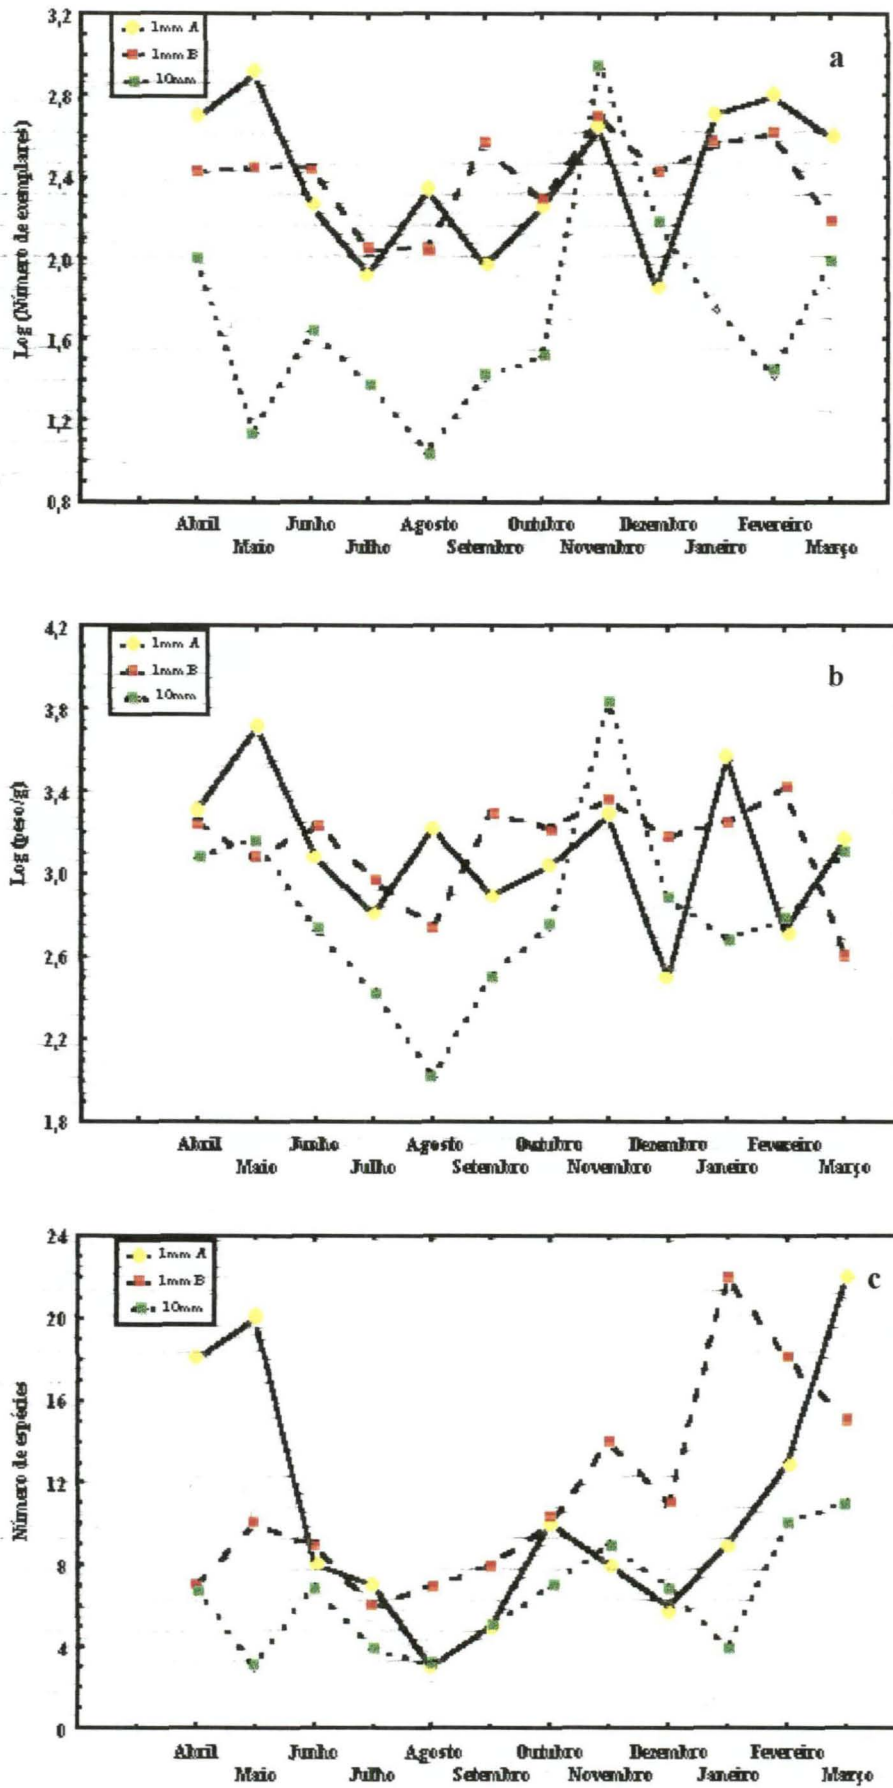 3,2
1mm A
1mm B
10mm
a
2,8
2,4
2,0
1,6
1,2
0,8
Log (Número de exemplares)
Abril Junho Agosto Outubro Dezembro Fevereiro
Maio Julho Setembro Novembro Janeiro Março
4,2
1mm A
1mm B
10mm
b
3,8
3,4
3,0
2,6
2,2
1,8
Log (peso/g)
Abril Junho Agosto Outubro Dezembro Fevereiro
Maio Julho Setembro Novembro Janeiro Março
24
1mm A
1mm B
10mm
c
20
16
12
8
4
0
Número de espécies
Abril Junho Agosto Outubro Dezembro Fevereiro
Maio Julho Setembro Novembro Janeiro Março